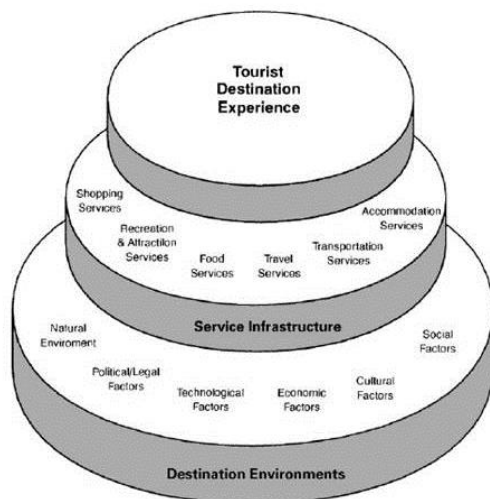 Tourist
Destination
Experience
Shopping
Services
Recreation
& Attractilon
Services
Food
Services
Travel
Services
Transportation
Services
Accommodation
Services
Service Infrastructure
Natural
Enviroment
Political/Legal
Factors
Technological
Factors
Economic
Factors
Cultural
Factors
Social
Factors
Destination Environments